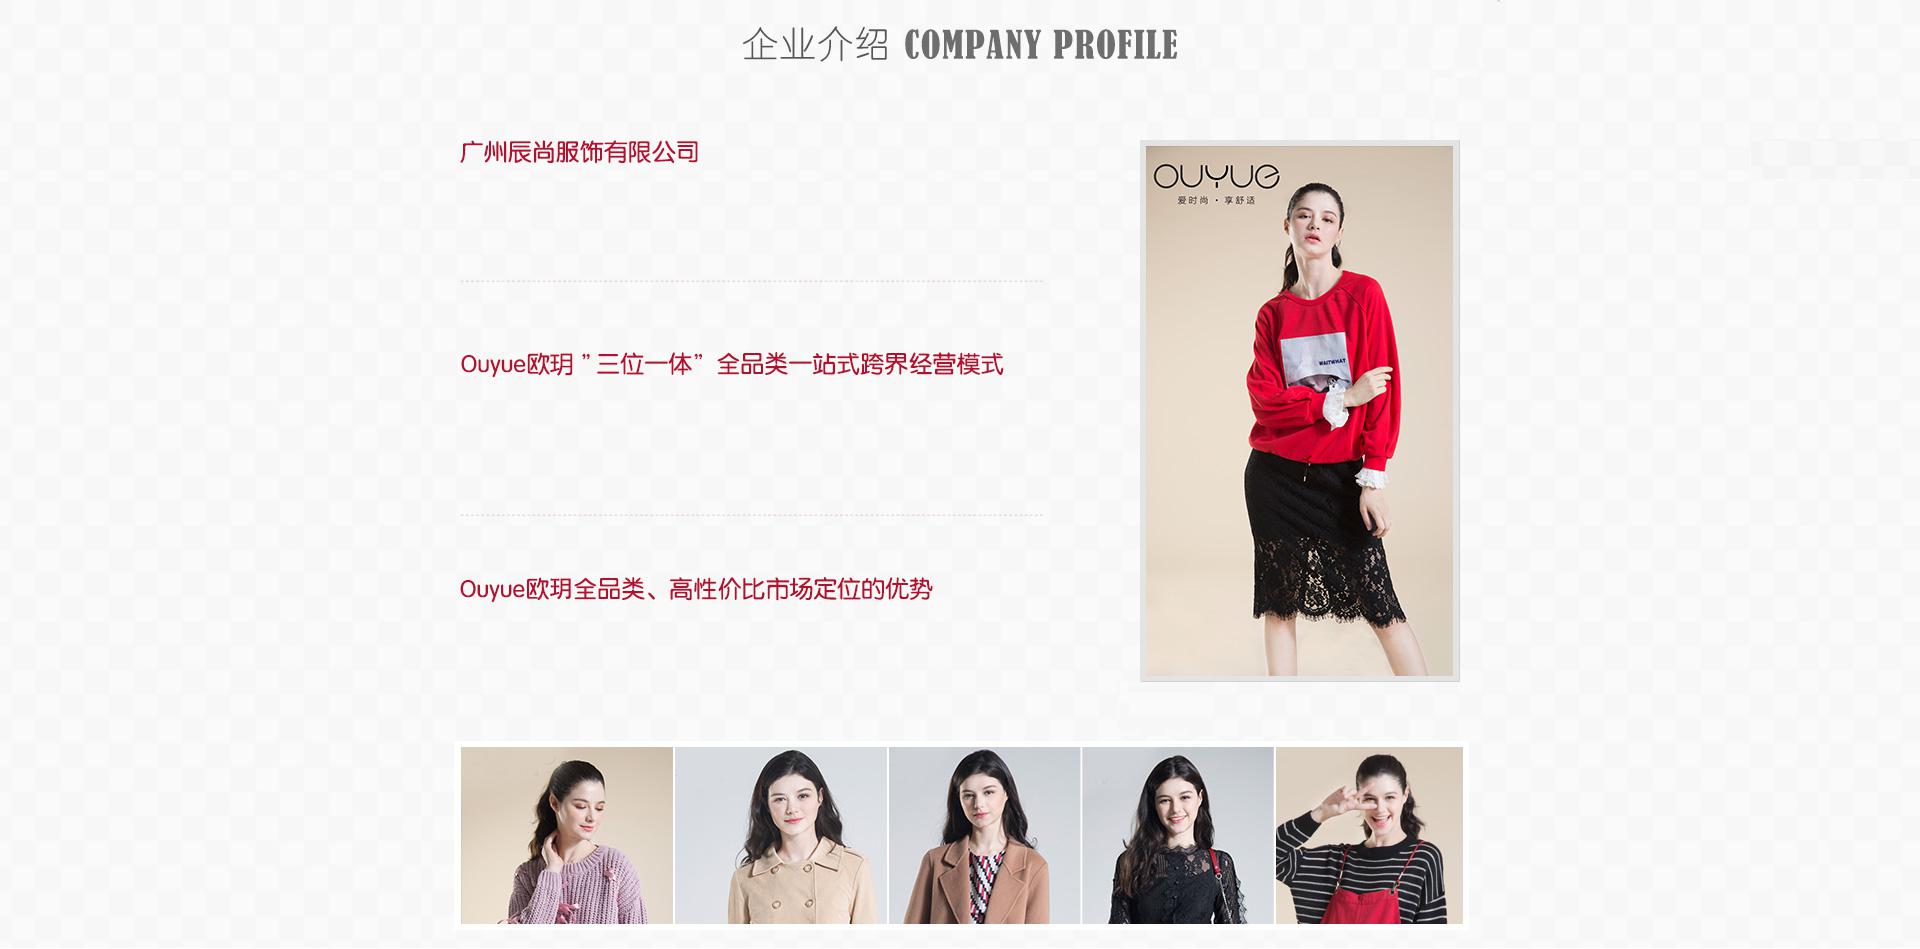 企业介绍 COMPANY PROFILE
广州辰尚服饰有限公司
OUYUE
爱时尚 · 享舒适
WAITWHAT
Ouyue欧玥 ”三位一体” 全品类一站式跨界经营模式
Ouyue欧玥全品类、高性价比市场定位的优势